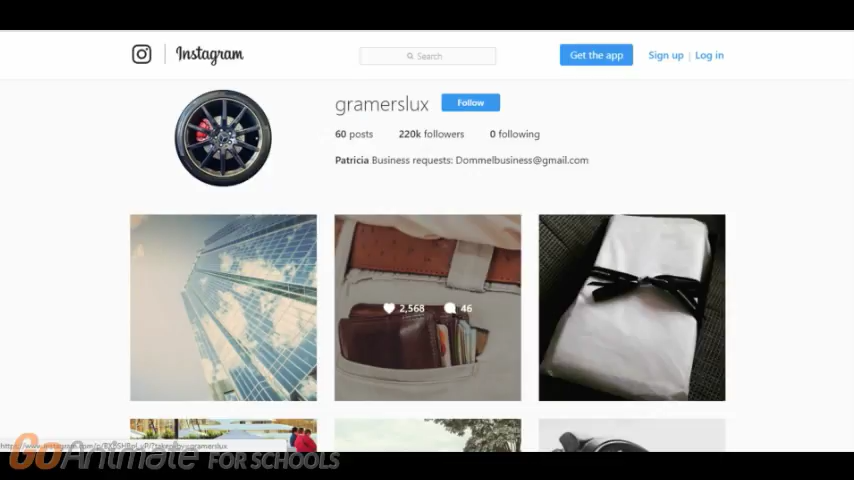 Instagram
Search
Get the app
Sign up | Log in
gramerslux
Follow
60 posts
220k followers
0 following
Patricia Business requests: Dommelbusiness@gmail.com
2,568
46
GoAnimate FOR SCHOOLS